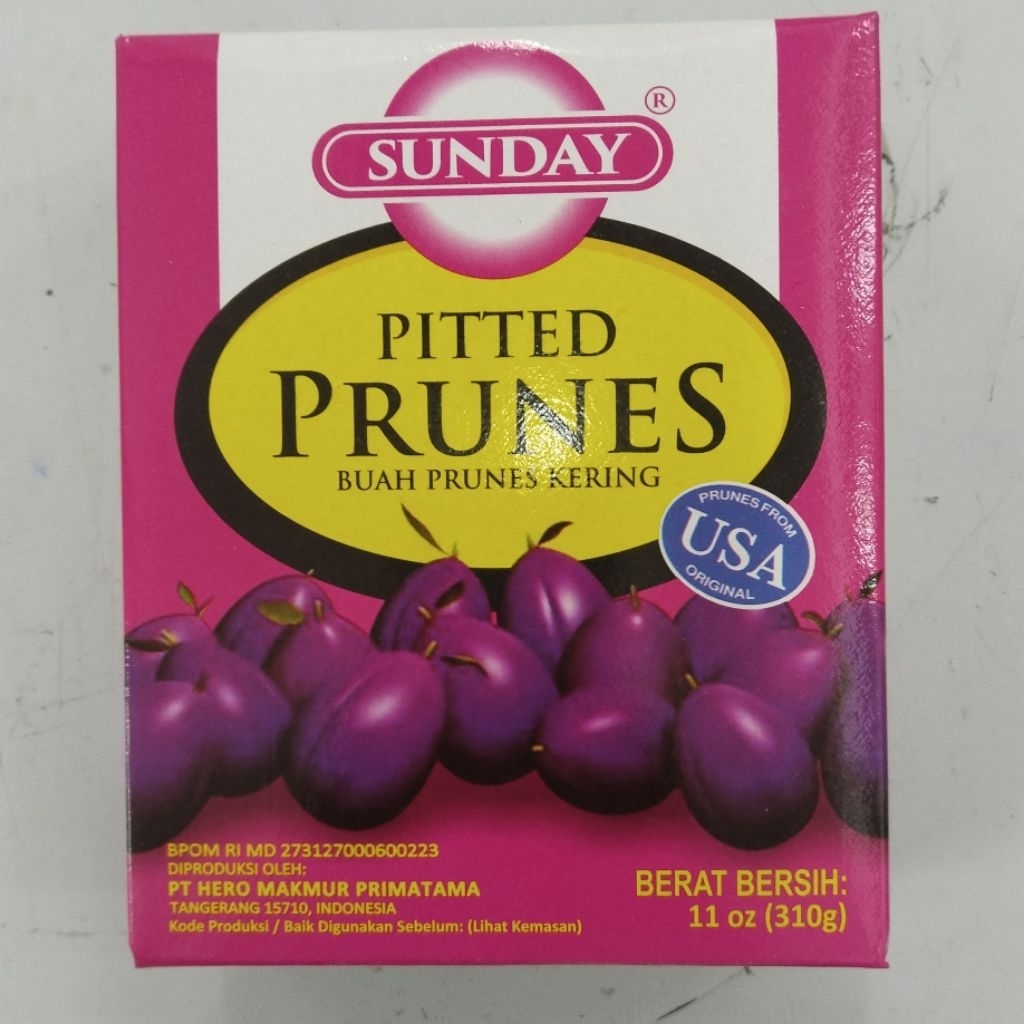 SUNDAY ®
PITTED
PRUNES
BUAH PRUNES KERING
PRUNES FROM
USA
ORIGINAL
BPOM RI MD 273127000600223
DIPRODUKSI OLEH:
PT HERO MAKMUR PRIMATAMA
TANGERANG 15710, INDONESIA
Kode Produksi / Baik Digunakan Sebelum: (Lihat Kemasan)
BERAT BERSIH:
11 oz (310g)